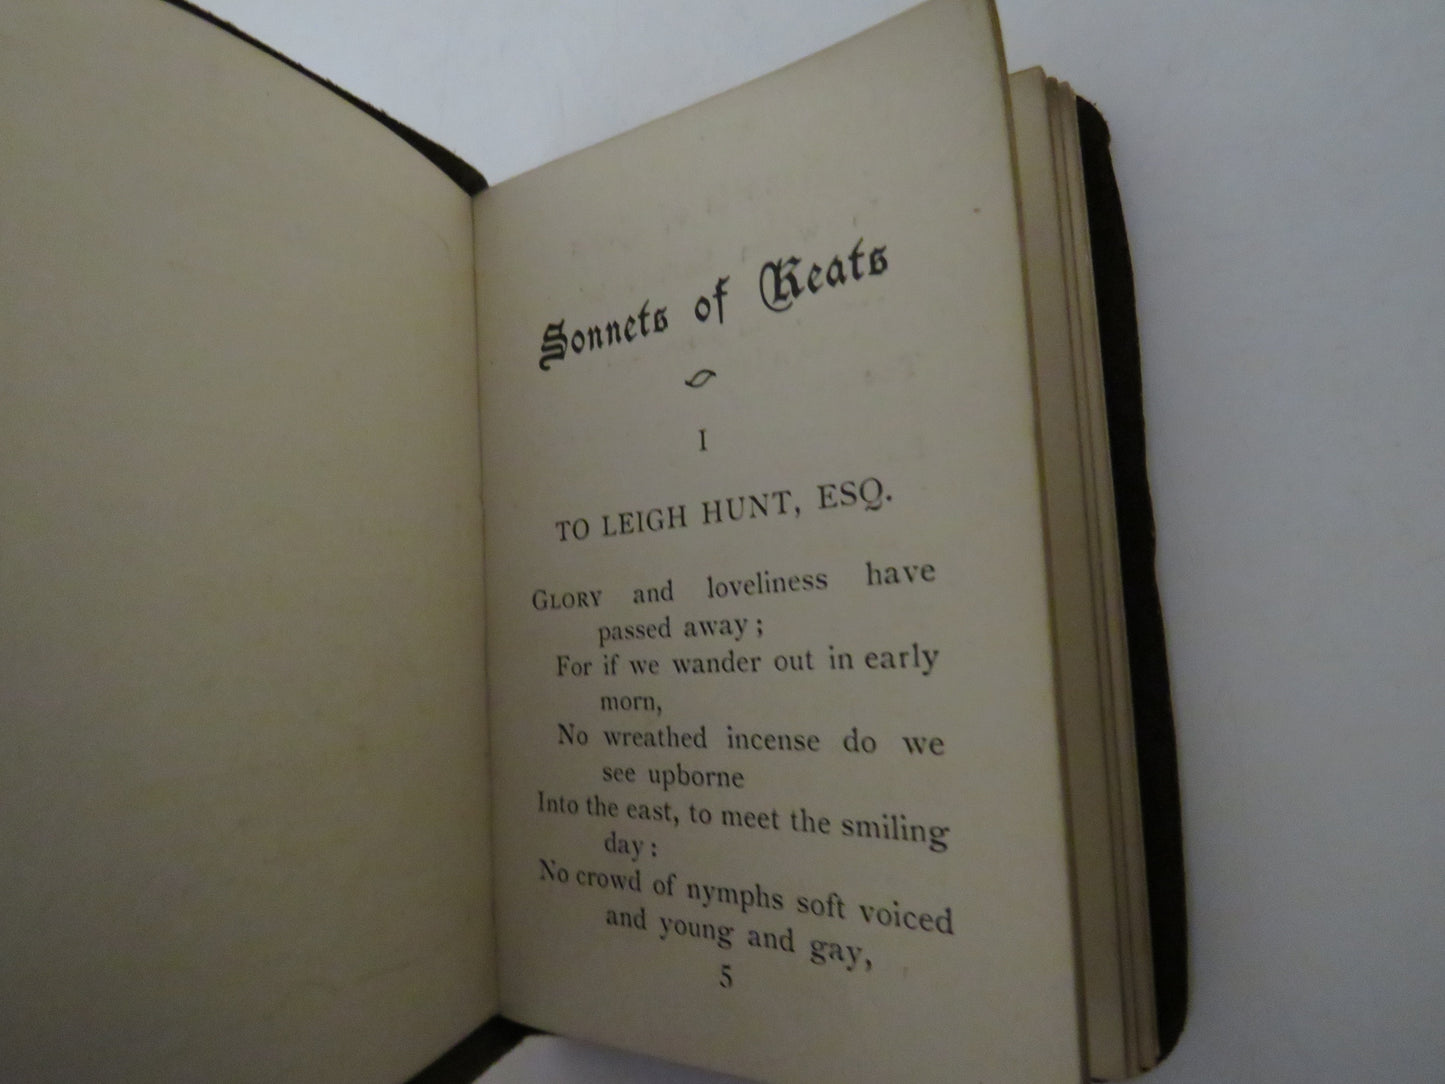 Sonnets of Keats
I
TO LEIGH HUNT, ESQ.
GLORY and loveliness have
passed away;
For if we wander out in early
morn,
No wreathed incense do we
see upborne
Into the east, to meet the smiling
day:
No crowd of nymphs soft voiced
and young and gay,
5